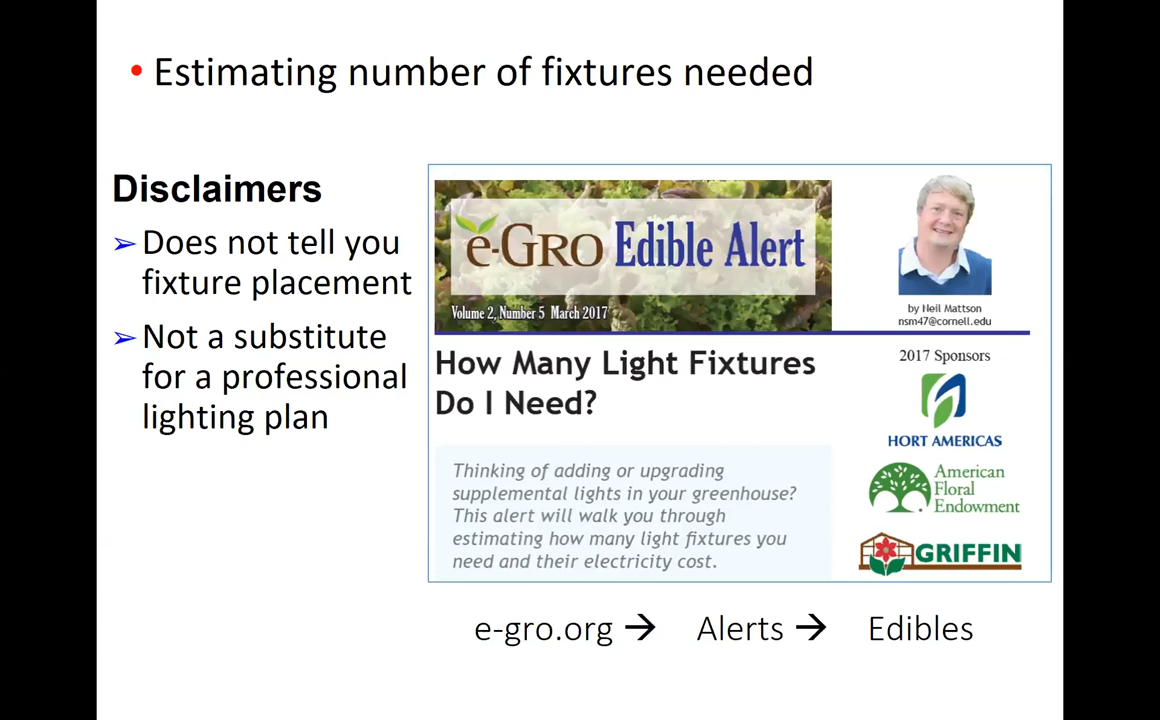 • Estimating number of fixtures needed
Disclaimers
➢ Does not tell you
fixture placement
➢ Not a substitute
for a professional
lighting plan
e-GRO Edible Alert
Volume 2, Number 5 March 2017
by Neil Mattson
nsm47@cornell.edu
How Many Light Fixtures
Do I Need?
Thinking of adding or upgrading
supplemental lights in your greenhouse?
This alert will walk you through
estimating how many light fixtures you
need and their electricity cost.
2017 Sponsors
HORT AMERICAS
American
Floral
Endowment
GRIFFIN
e-gro.org → Alerts → Edibles